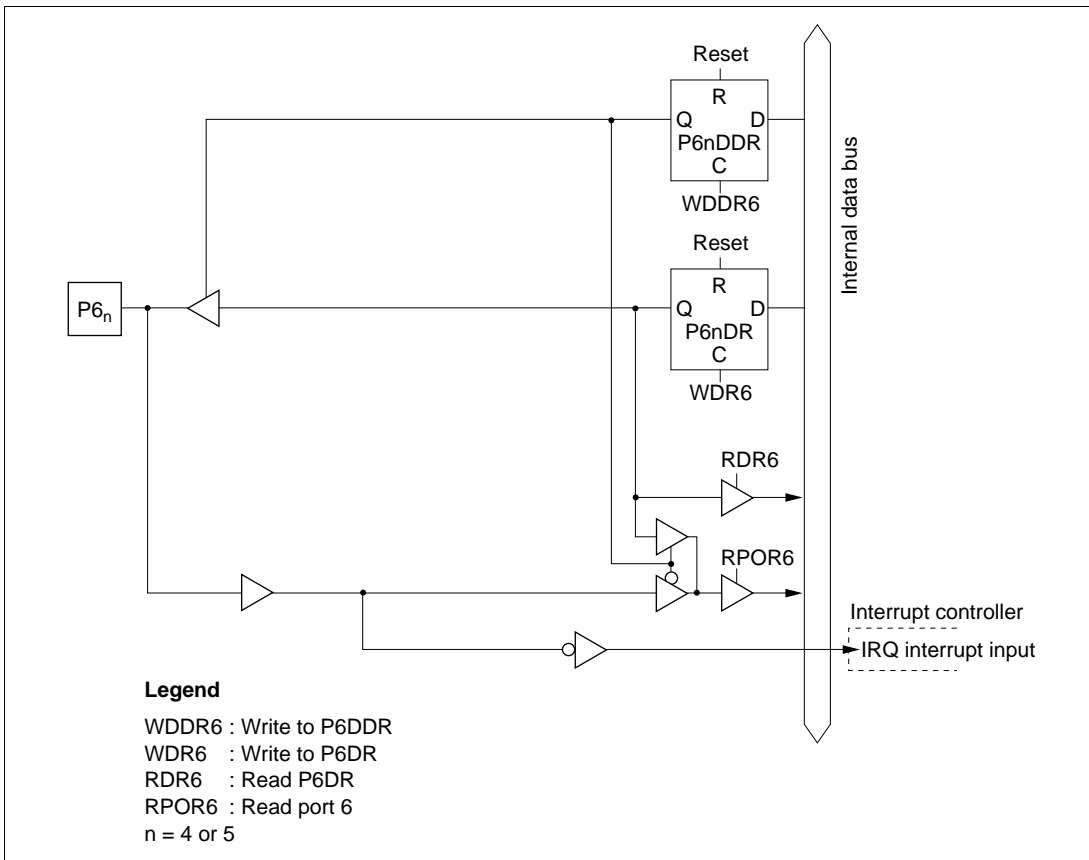 Reset
R
Q D
P6nDDR
C
WDDR6
Reset
R
P6n
Q D
P6nDR
C
WDR6
Internal data bus
RDR6
RPOR6
Interrupt controller
IRQ interrupt input
Legend
WDDR6 : Write to P6DDR
WDR6 : Write to P6DR
RDR6 : Read P6DR
RPOR6 : Read port 6
n = 4 or 5